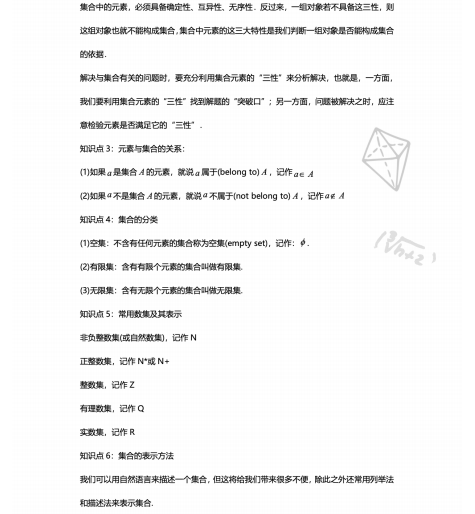 集合中的元素，必须具备确定性、互异性、无序性．反过来，一组对象若不具备这三性，则
这组对象也就不能构成集合，集合中元素的这三大特性是我们判断一组对象是否能构成集合
的依据．
解决与集合有关的问题时，要充分利用集合元素的“三性”来分析解决，也就是，一方面，
我们要利用集合元素的“三性”找到解题的“突破口”；另一方面，问题被解决之时，应注
意检验元素是否满足它的“三性”．
知识点 3：元素与集合的关系：
(1)如果 a 是集合 A 的元素，就说 a 属于(belong to) A ，记作 a∈ A
(2)如果 a 不是集合 A 的元素，就说 a 不属于(not belong to) A ，记作 a∉ A
知识点 4：集合的分类
(1)空集：不含有任何元素的集合称为空集(empty set)，记作：ϕ ．
(2)有限集：含有有限个元素的集合叫做有限集.
(3)无限集：含有无限个元素的集合叫做无限集.
知识点 5：常用数集及其表示
非负整数集(或自然数集)，记作 N
正整数集，记作 N*或 N+
整数集，记作 Z
有理数集，记作 Q
实数集，记作 R
知识点 6：集合的表示方法
我们可以用自然语言来描述一个集合，但这将给我们带来很多不便，除此之外还常用列举法
和描述法来表示集合.